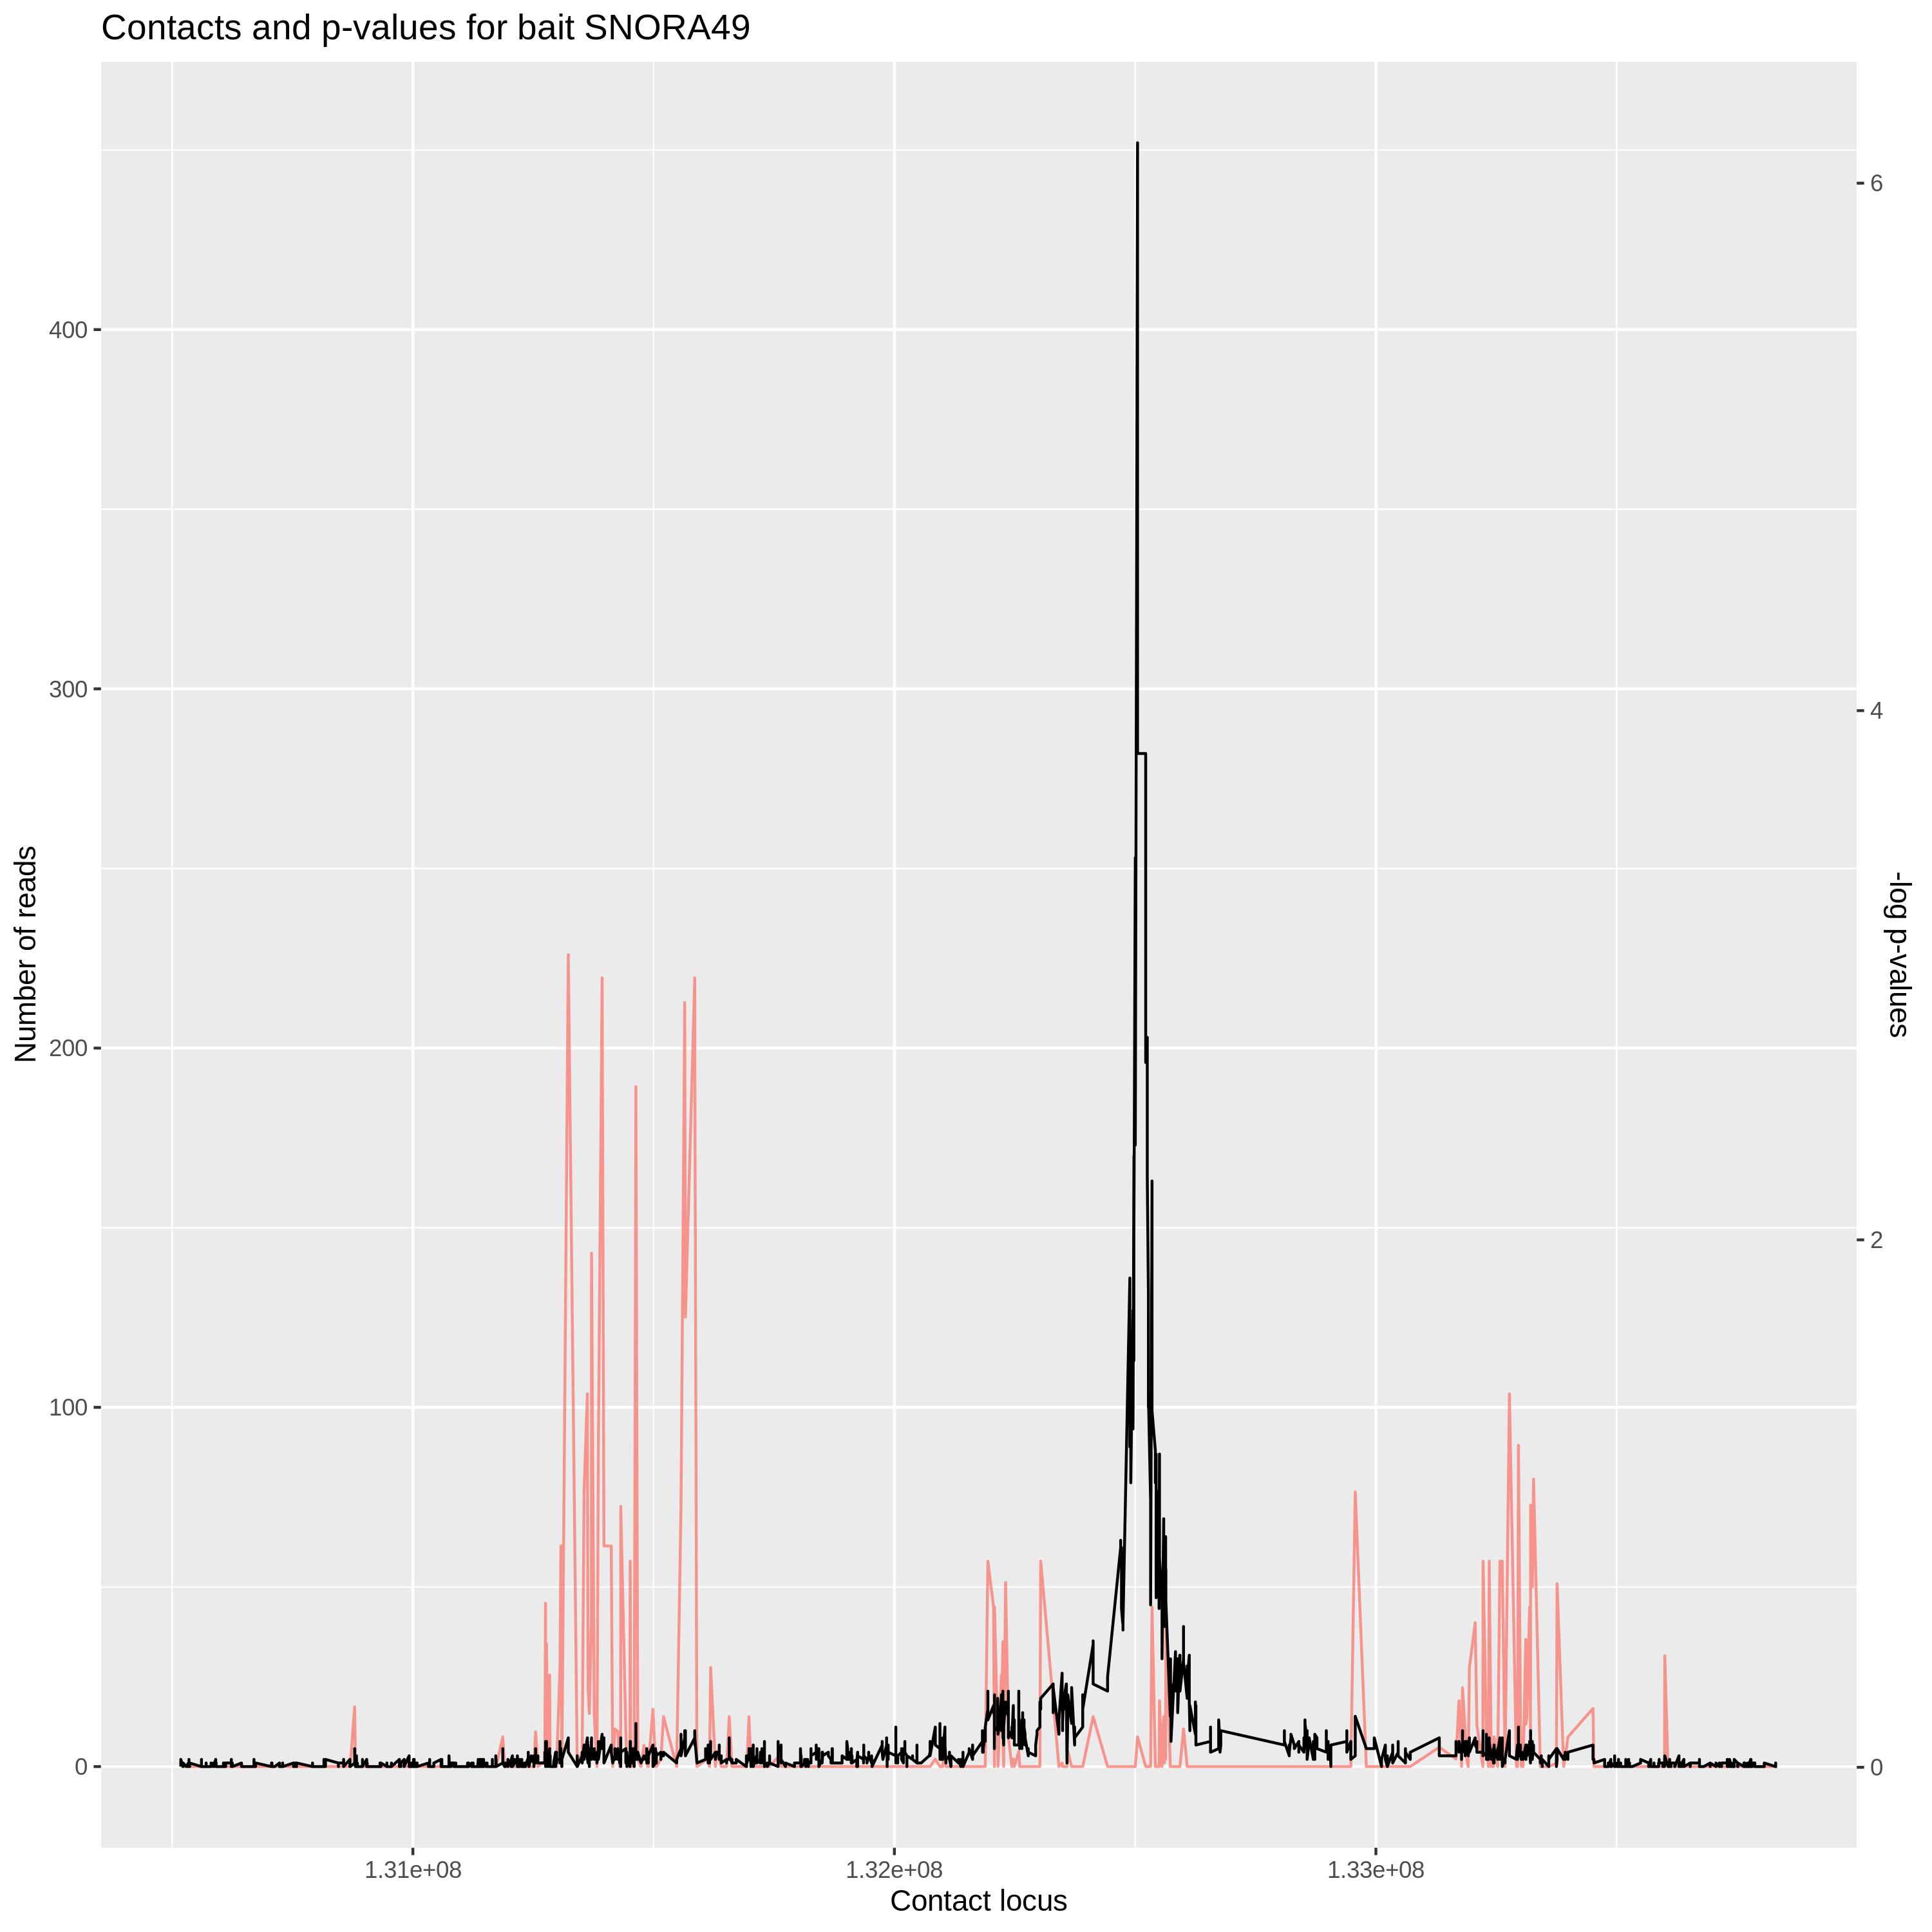 Contacts and p-values for bait SNORA49
Number of reads
400
300
200
100
0
6
4
2
0
-log p-values
1.31e+08
1.32e+08
1.33e+08
Contact locus